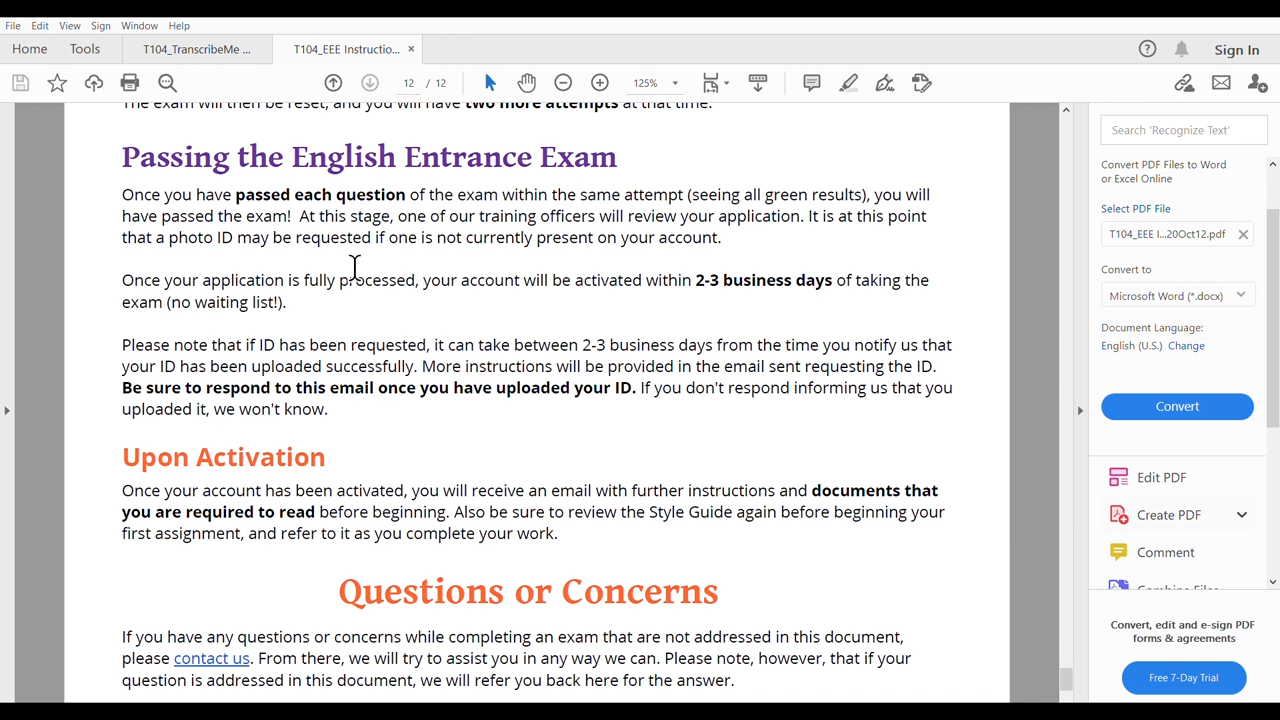 File Edit View Sign Window Help
Home Tools T104_TranscribeMe ... T104_EEE Instructio... × Sign In
12 / 12 125%
The exam will then be reset, and you will have two more attempts at that time.
Passing the English Entrance Exam
Once you have passed each question of the exam within the same attempt (seeing all green results), you will
have passed the exam! At this stage, one of our training officers will review your application. It is at this point
that a photo ID may be requested if one is not currently present on your account.
Once your application is fully processed, your account will be activated within 2-3 business days of taking the
exam (no waiting list!).
Please note that if ID has been requested, it can take between 2-3 business days from the time you notify us that
your ID has been uploaded successfully. More instructions will be provided in the email sent requesting the ID.
Be sure to respond to this email once you have uploaded your ID. If you don't respond informing us that you
uploaded it, we won't know.
Upon Activation
Once your account has been activated, you will receive an email with further instructions and documents that
you are required to read before beginning. Also be sure to review the Style Guide again before beginning your
first assignment, and refer to it as you complete your work.
Questions or Concerns
If you have any questions or concerns while completing an exam that are not addressed in this document,
please contact us. From there, we will try to assist you in any way we can. Please note, however, that if your
question is addressed in this document, we will refer you back here for the answer.
Search 'Recognize Text'
Convert PDF Files to Word
or Excel Online
Select PDF File
T104_EEE I...20Oct12.pdf
Convert to
Microsoft Word (*.docx)
Document Language:
English (U.S.) Change
Convert
Edit PDF
Create PDF
Comment
Combine Files
Convert, edit and e-sign PDF
forms & agreements
Free 7-Day Trial